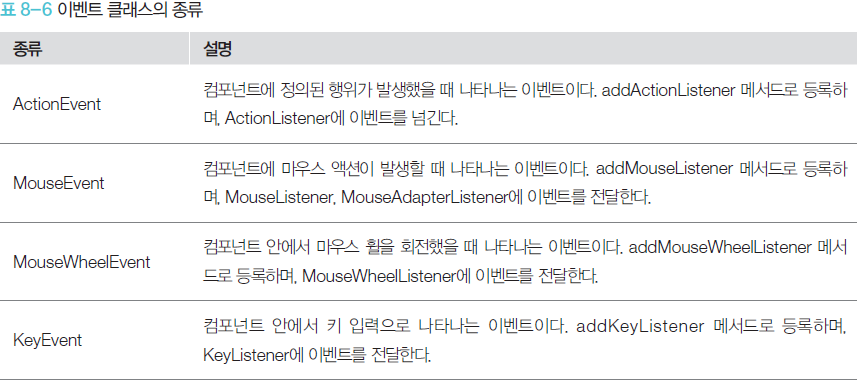 표 8-6 이벤트 클래스의 종류
종류 설명
ActionEvent
컴포넌트에 정의된 행위가 발생했을 때 나타나는 이벤트이다. addActionListener 메서드로 등록하
며, ActionListener에 이벤트를 넘긴다.
MouseEvent
컴포넌트에 마우스 액션이 발생할 때 나타나는 이벤트이다. addMouseListener 메서드로 등록하
며, MouseListener, MouseAdapterListener에 이벤트를 전달한다.
MouseWheelEvent
컴포넌트 안에서 마우스 휠을 회전했을 때 나타나는 이벤트이다. addMouseWheelListener 메서
드로 등록하며, MouseWheelListener에 이벤트를 전달한다.
KeyEvent
컴포넌트 안에서 키 입력으로 나타나는 이벤트이다. addKeyListener 메서드로 등록하며,
KeyListener에 이벤트를 전달한다.